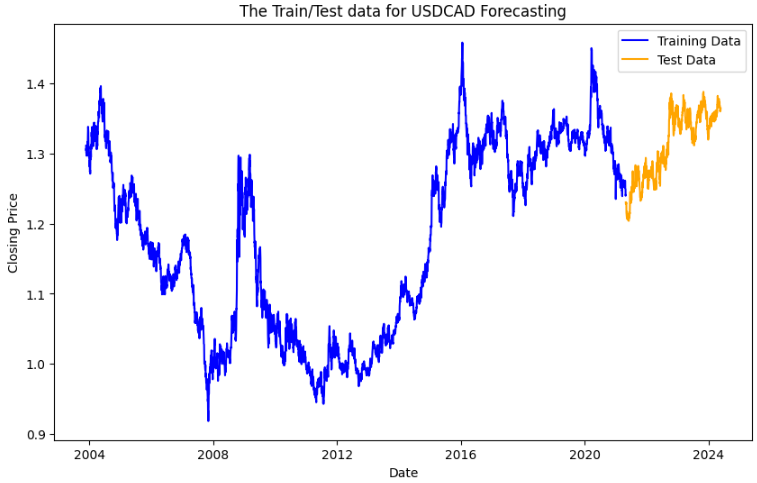 The Train/Test data for USDCAD Forecasting
Training Data
Test Data
Closing Price
1.4
1.3
1.2
1.1
1.0
0.9
2004 2008 2012 2016 2020 2024
Date